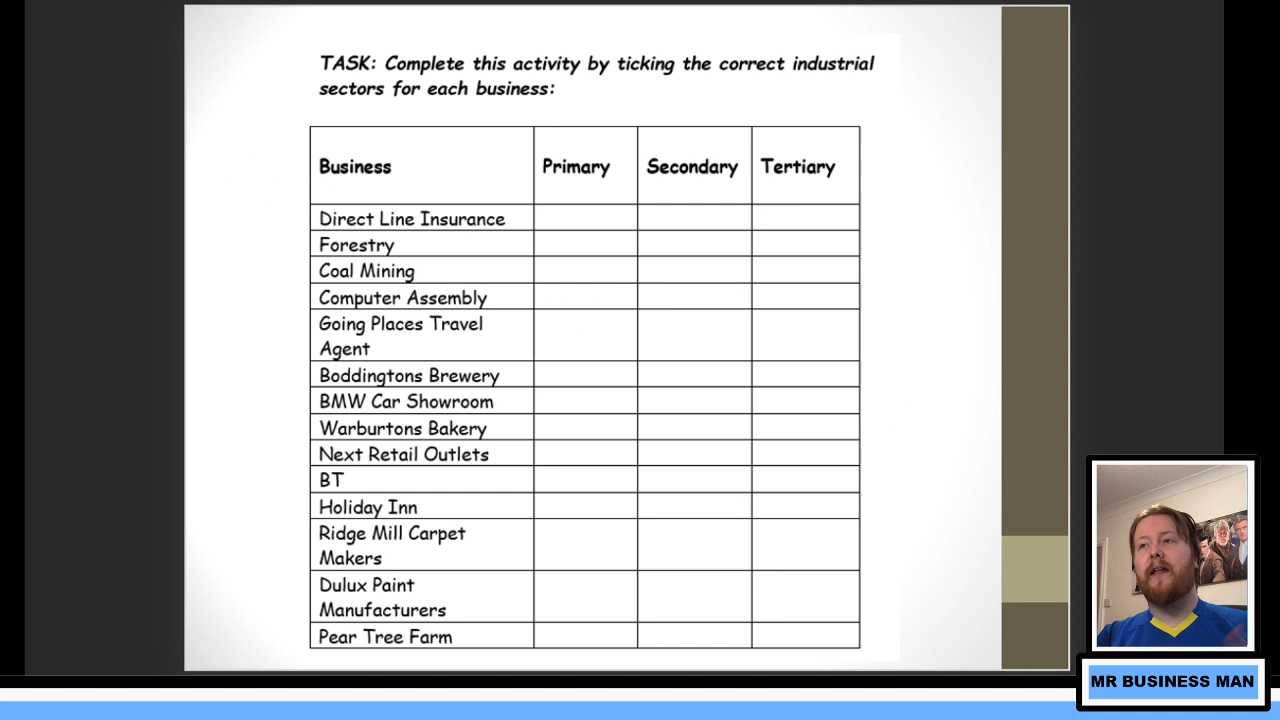 TASK: Complete this activity by ticking the correct industrial
sectors for each business:
Business Primary Secondary Tertiary
Direct Line Insurance
Forestry
Coal Mining
Computer Assembly
Going Places Travel
Agent
Boddingtons Brewery
BMW Car Showroom
Warburtons Bakery
Next Retail Outlets
BT
Holiday Inn
Ridge Mill Carpet
Makers
Dulux Paint
Manufacturers
Pear Tree Farm
MR BUSINESS MAN